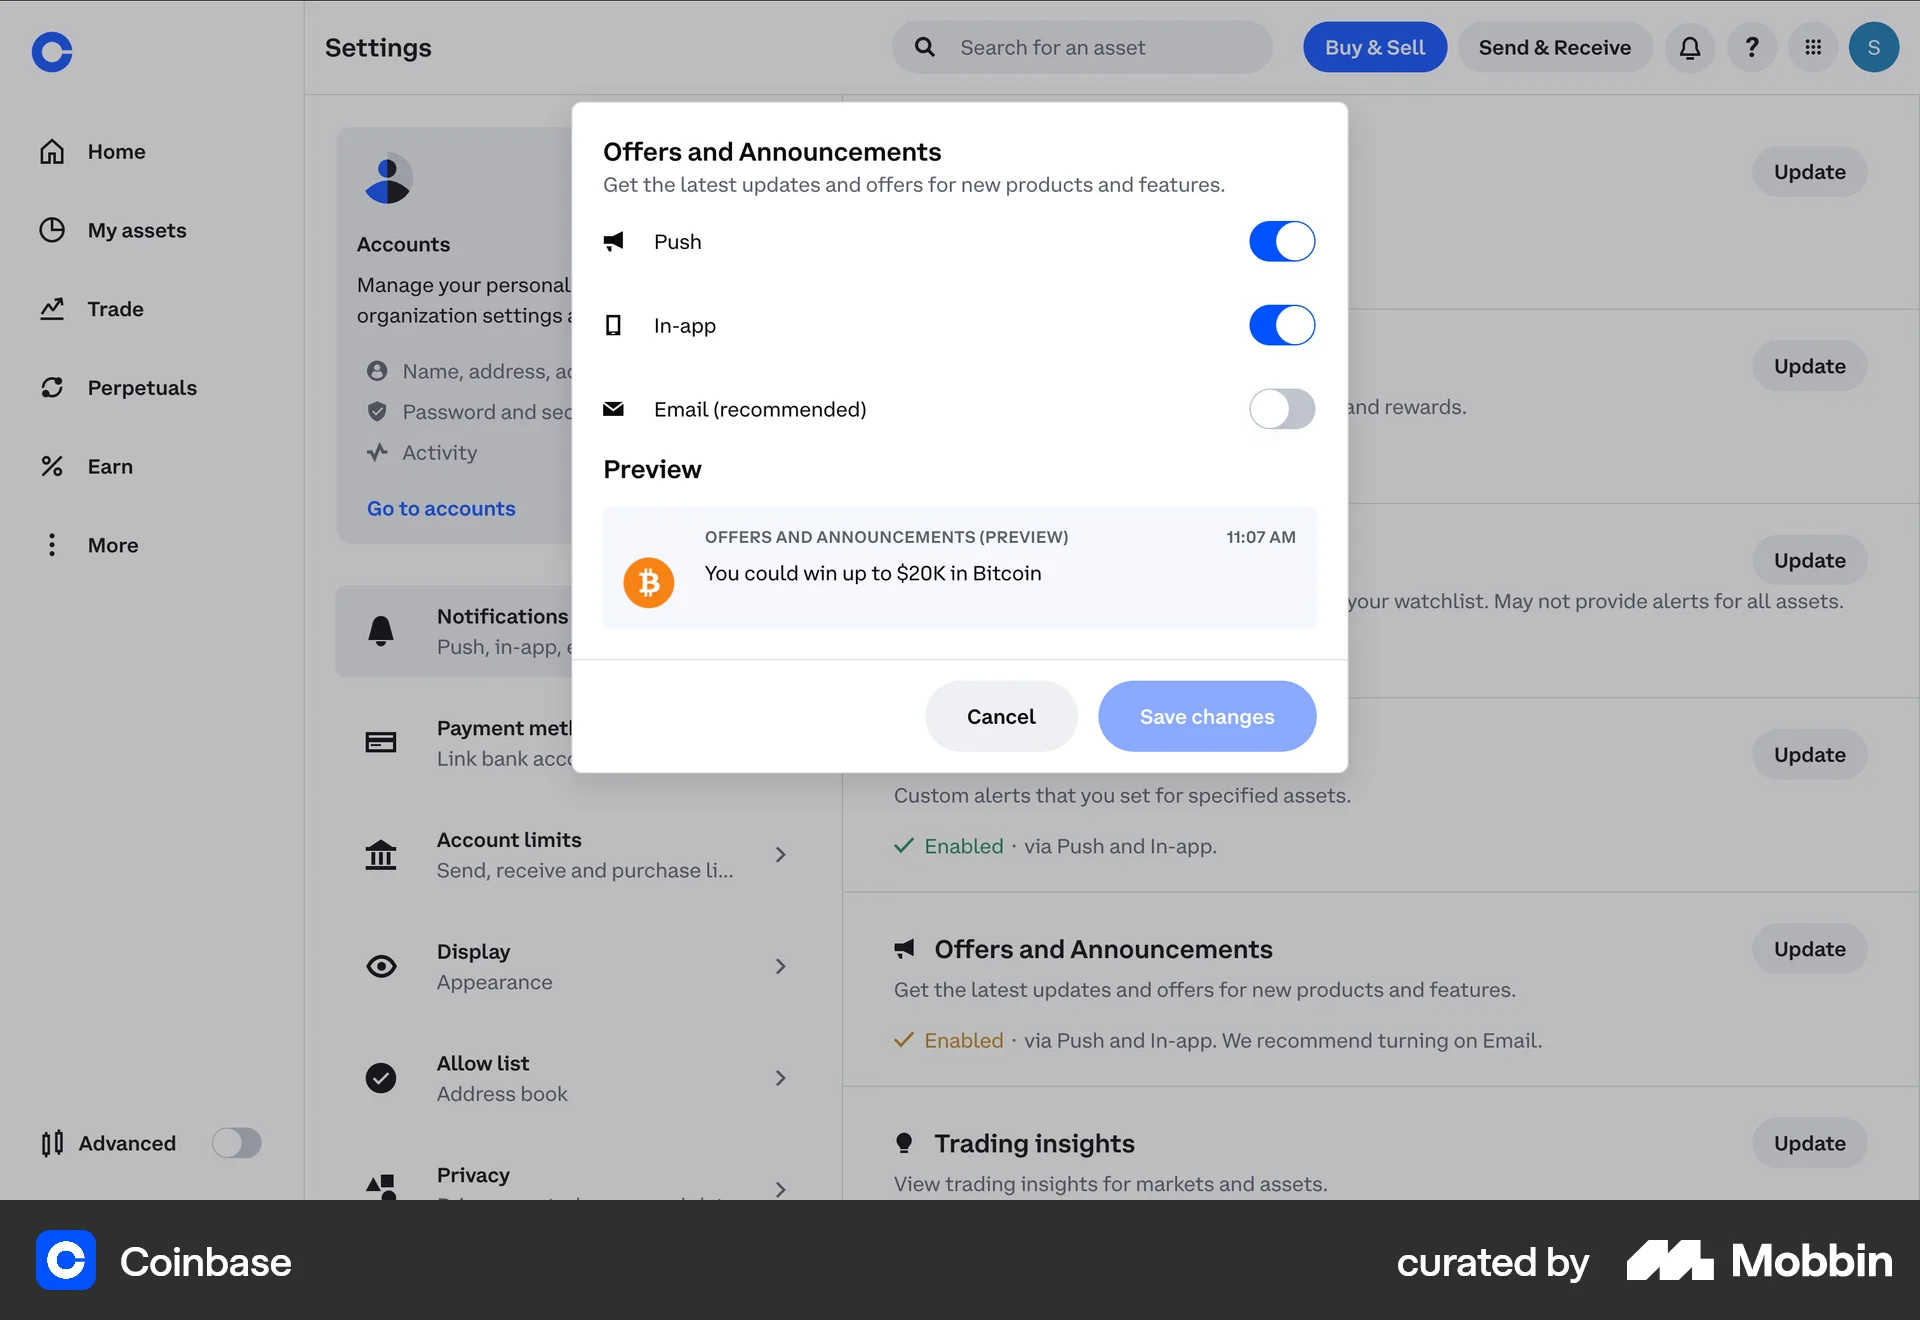 Settings
Search for an asset
Buy & Sell
Send & Receive
?
S
Home
My assets
Trade
Perpetuals
Earn
More
Advanced
Accounts
Manage your personal
organization settings
Name, address,
Password and
Activity
Go to accounts
Notifications
Push, in-app,
Payment
Link bank
Account limits
Send, receive and purchase li...
Display
Appearance
Allow list
Address book
Privacy
Offers and Announcements
Get the latest updates and offers for new products and features.
Push
In-app
Email (recommended)
Preview
OFFERS AND ANNOUNCEMENTS (PREVIEW)
11:07 AM
You could win up to $20K in Bitcoin
Cancel
Save changes
Update
Update
and rewards.
Update
your watchlist. May not provide alerts for all assets.
Update
Custom alerts that you set for specified assets.
Enabled · via Push and In-app.
Offers and Announcements
Update
Get the latest updates and offers for new products and features.
Enabled · via Push and In-app. We recommend turning on Email.
Trading insights
Update
View trading insights for markets and assets.
Coinbase
curated by
Mobbin